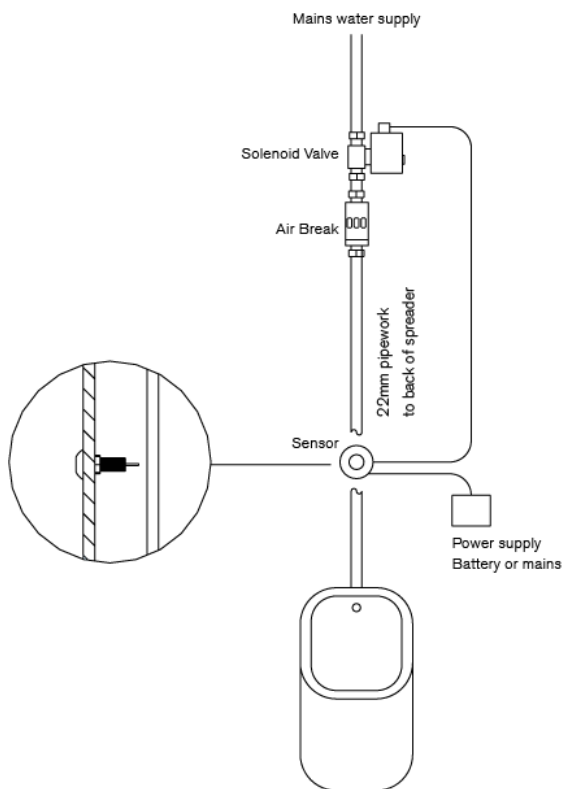 Mains water supply
Solenoid Valve
Air Break
22mm pipework
to back of spreader
Sensor
Power supply
Battery or mains